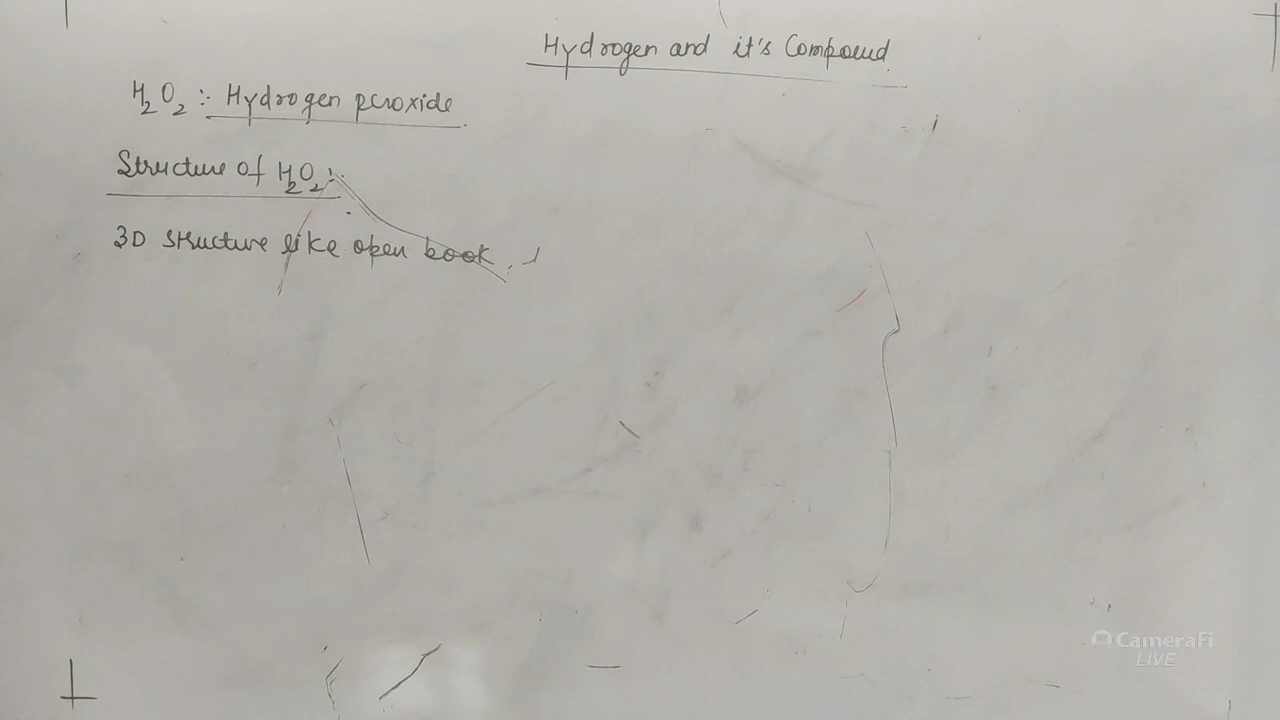 Hydrogen and it's Compound
H₂O₂ :- Hydrogen peroxide
Structure of H₂O₂ :-
3D structure like open book.
CameraFi
LIVE